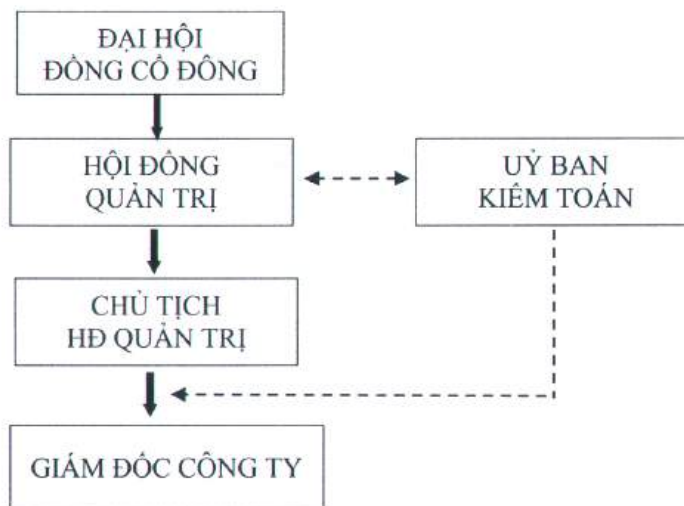 ĐẠI HỘI
ĐỒNG CỔ ĐÔNG
HỘI ĐỒNG
QUẢN TRỊ
UỶ BAN
KIỂM TOÁN
CHỦ TỊCH
HĐ QUẢN TRỊ
GIÁM ĐỐC CÔNG TY